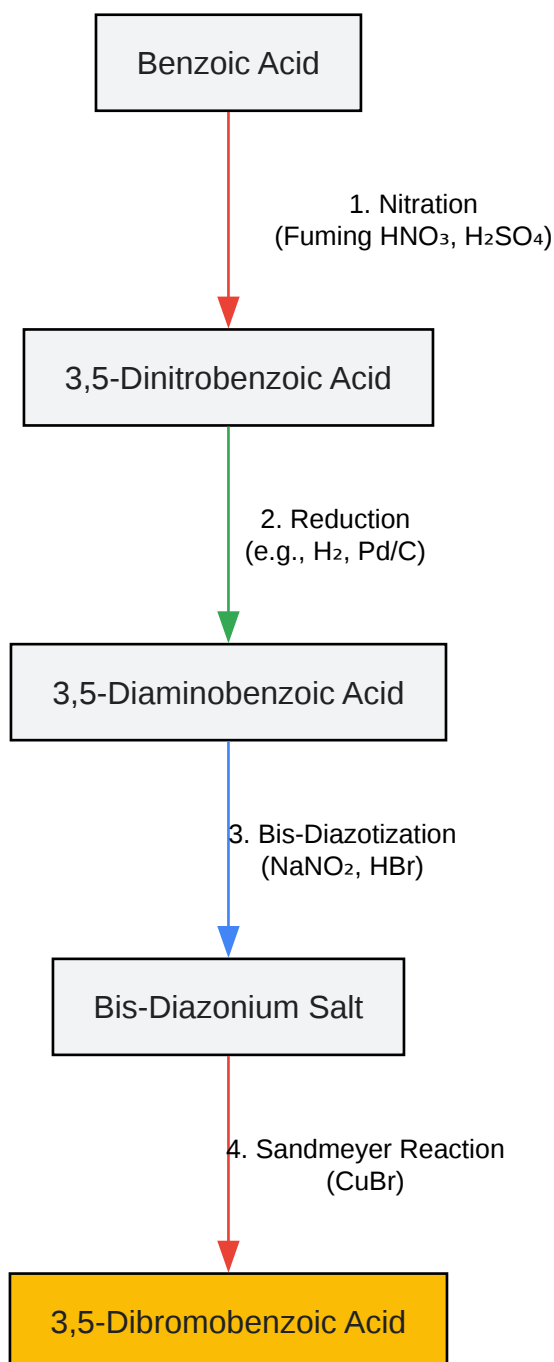 Benzoic Acid
1. Nitration
(Fuming HNO₃, H₂SO₄)
3,5-Dinitrobenzoic Acid
2. Reduction
(e.g., H₂, Pd/C)
3,5-Diaminobenzoic Acid
3. Bis-Diazotization
(NaNO₂, HBr)
Bis-Diazonium Salt
4. Sandmeyer Reaction
(CuBr)
3,5-Dibromobenzoic Acid